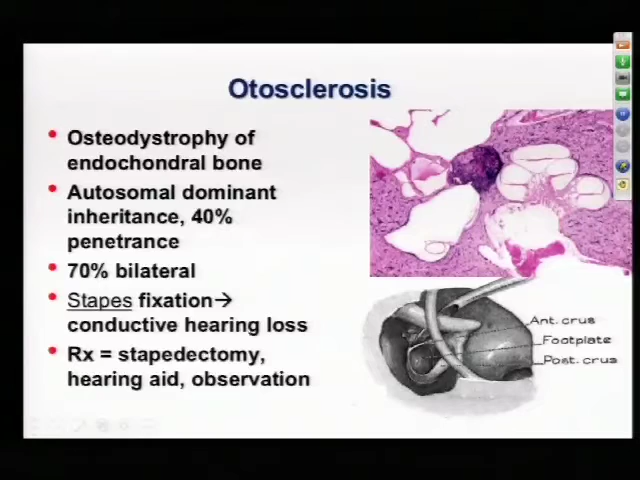 Otosclerosis
• Osteodystrophy of
endochondral bone
• Autosomal dominant
inheritance, 40%
penetrance
• 70% bilateral
• Stapes fixation→
conductive hearing loss
• Rx = stapedectomy,
hearing aid, observation
Ant. crus
Footplate
Post. crus